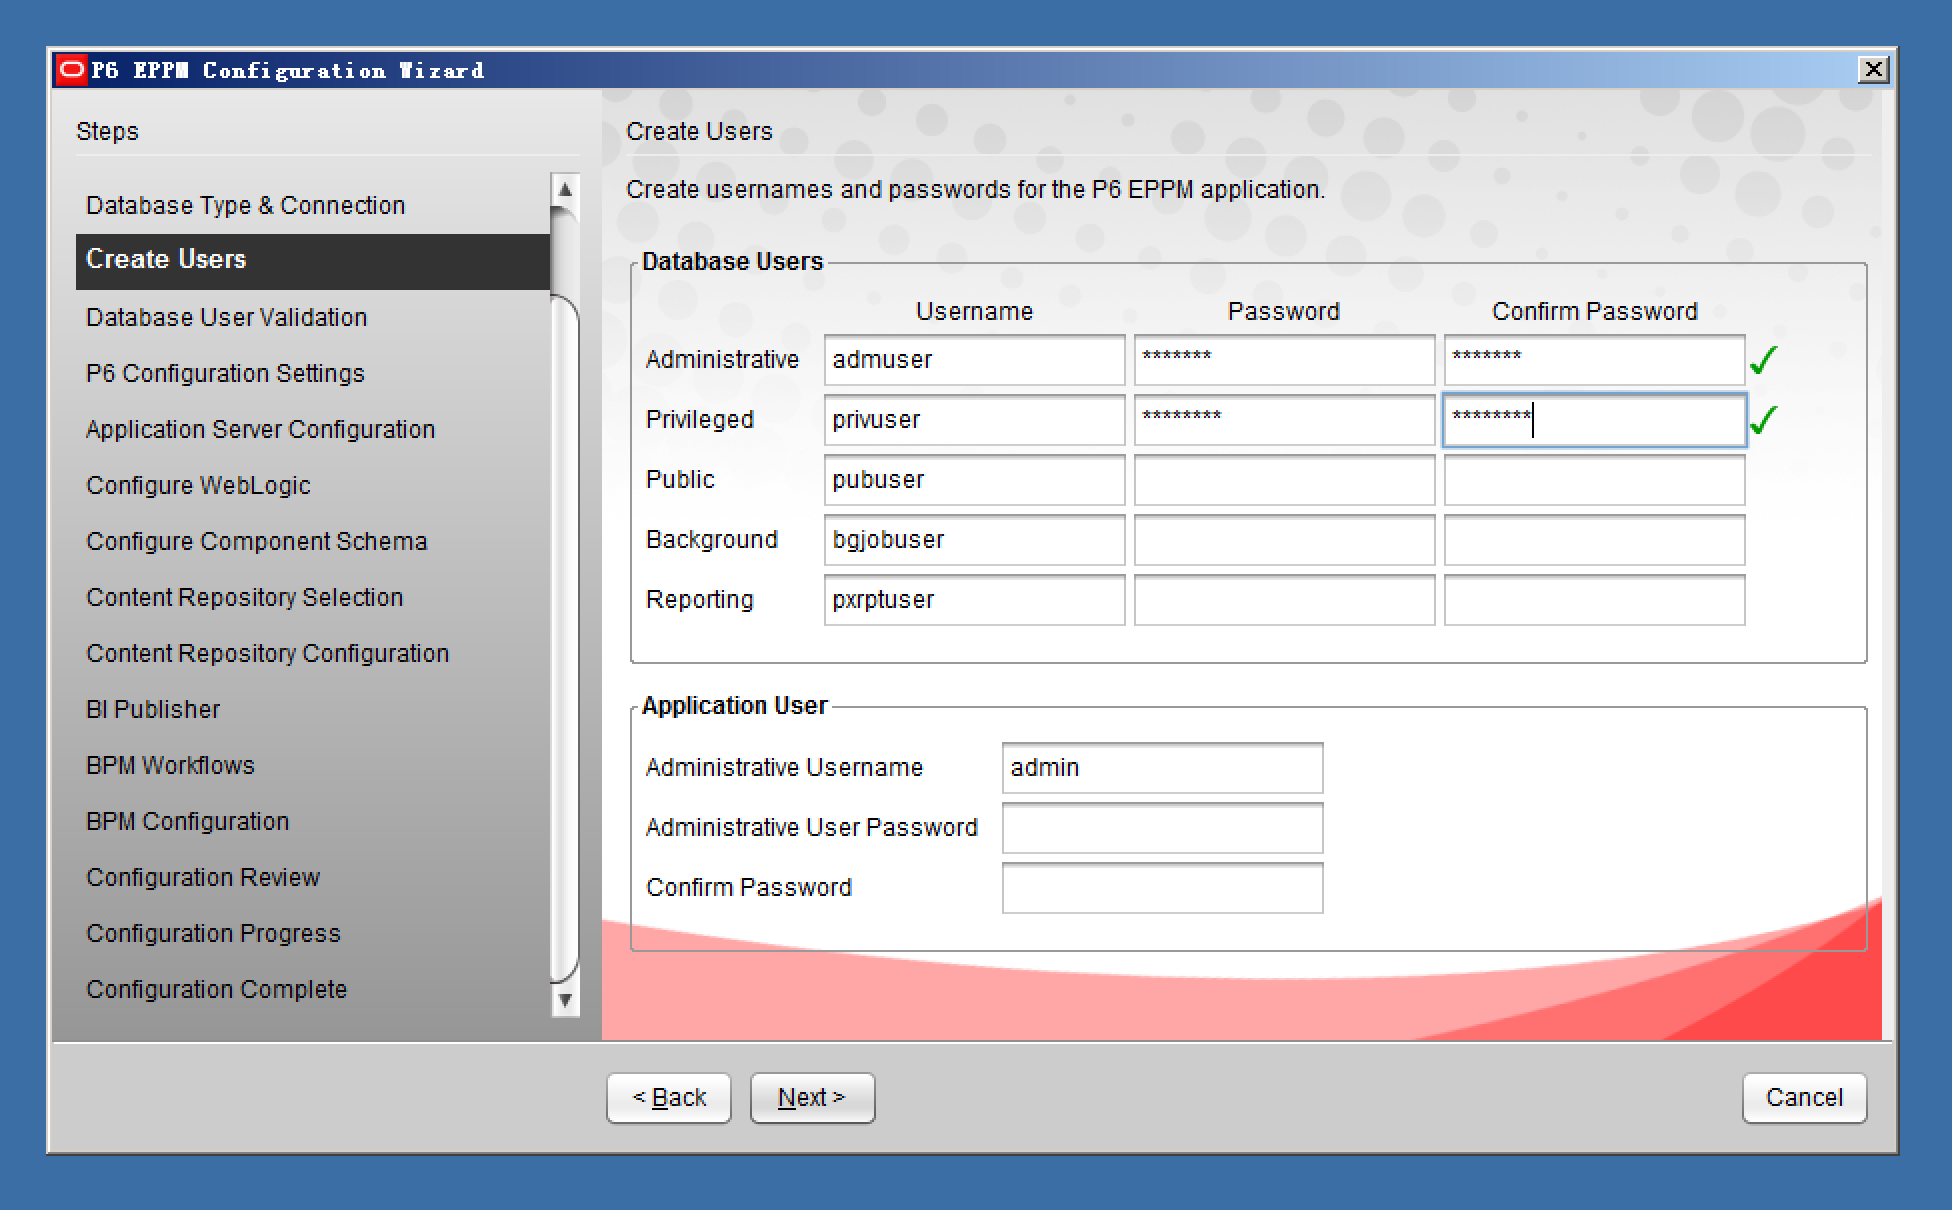 P6 EPPM Configuration Wizard
Steps
Database Type & Connection
Create Users
Database User Validation
P6 Configuration Settings
Application Server Configuration
Configure WebLogic
Configure Component Schema
Content Repository Selection
Content Repository Configuration
BI Publisher
BPM Workflows
BPM Configuration
Configuration Review
Configuration Progress
Configuration Complete
Create Users
Create usernames and passwords for the P6 EPPM application.
Database Users
Username Password Confirm Password
Administrative admuser ******* *******
Privileged privuser ******** ********
Public pubuser
Background bgjobuser
Reporting pxrptuser
Application User
Administrative Username admin
Administrative User Password
Confirm Password
< Back Next > Cancel